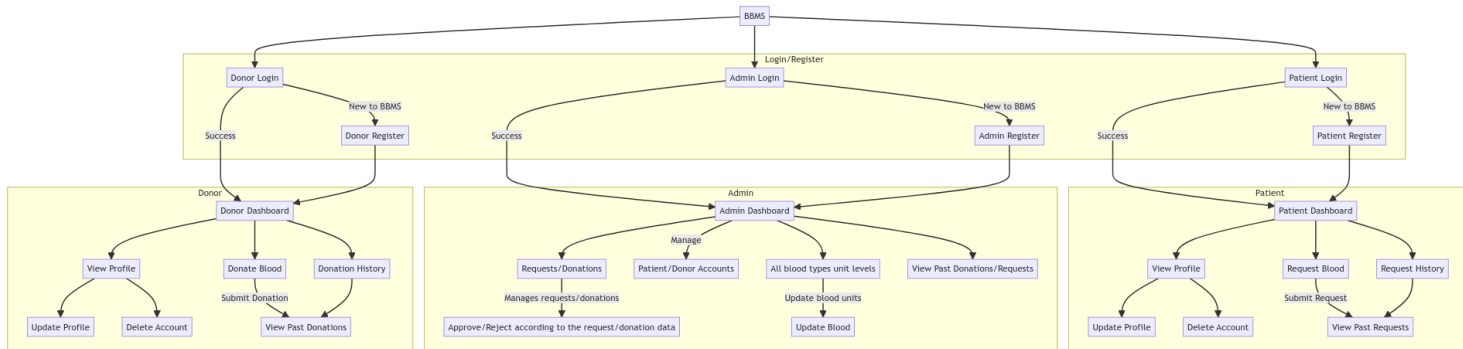 BBMS
Login/Register
Donor Login
Admin Login
Patient Login
New to BBMS
New to BBMS
New to BBMS
Success
Donor Register
Success
Admin Register
Success
Patient Register
Donor
Admin
Patient
Donor Dashboard
Admin Dashboard
Patient Dashboard
Manage
View Profile
Donate Blood
Donation History
Requests/Donations
Patient/Donor Accounts
All blood types unit levels
View Past Donations/Requests
View Profile
Request Blood
Request History
Submit Donation
Manages requests/donations
Update blood units
Submit Request
Update Profile
Delete Account
View Past Donations
Approve/Reject according to the request/donation data
Update Blood
Update Profile
Delete Account
View Past Requests